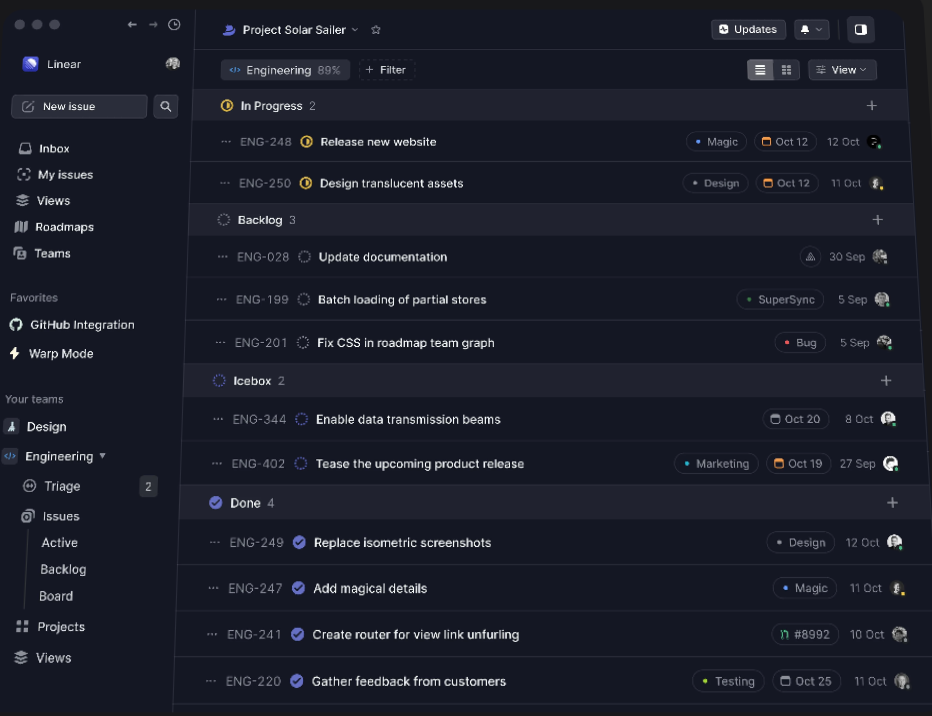 Project Solar Sailer
Updates
Linear
Engineering 89%
+ Filter
View
New issue
In Progress 2
ENG-248 Release new website Magic Oct 12 12 Oct
ENG-250 Design translucent assets Design Oct 12 11 Oct
Backlog 3
ENG-028 Update documentation 30 Sep
ENG-199 Batch loading of partial stores SuperSync 5 Sep
ENG-201 Fix CSS in roadmap team graph Bug 5 Sep
Icebox 2
ENG-344 Enable data transmission beams Oct 20 8 Oct
ENG-402 Tease the upcoming product release Marketing Oct 19 27 Sep
Done 4
ENG-249 Replace isometric screenshots Design 12 Oct
ENG-247 Add magical details Magic 11 Oct
ENG-241 Create router for view link unfurling #8992 10 Oct
ENG-220 Gather feedback from customers Testing Oct 25 11 Oct
Inbox
My issues
Views
Roadmaps
Teams
Favorites
GitHub Integration
Warp Mode
Your teams
Design
Engineering
Triage 2
Issues
Active
Backlog
Board
Projects
Views